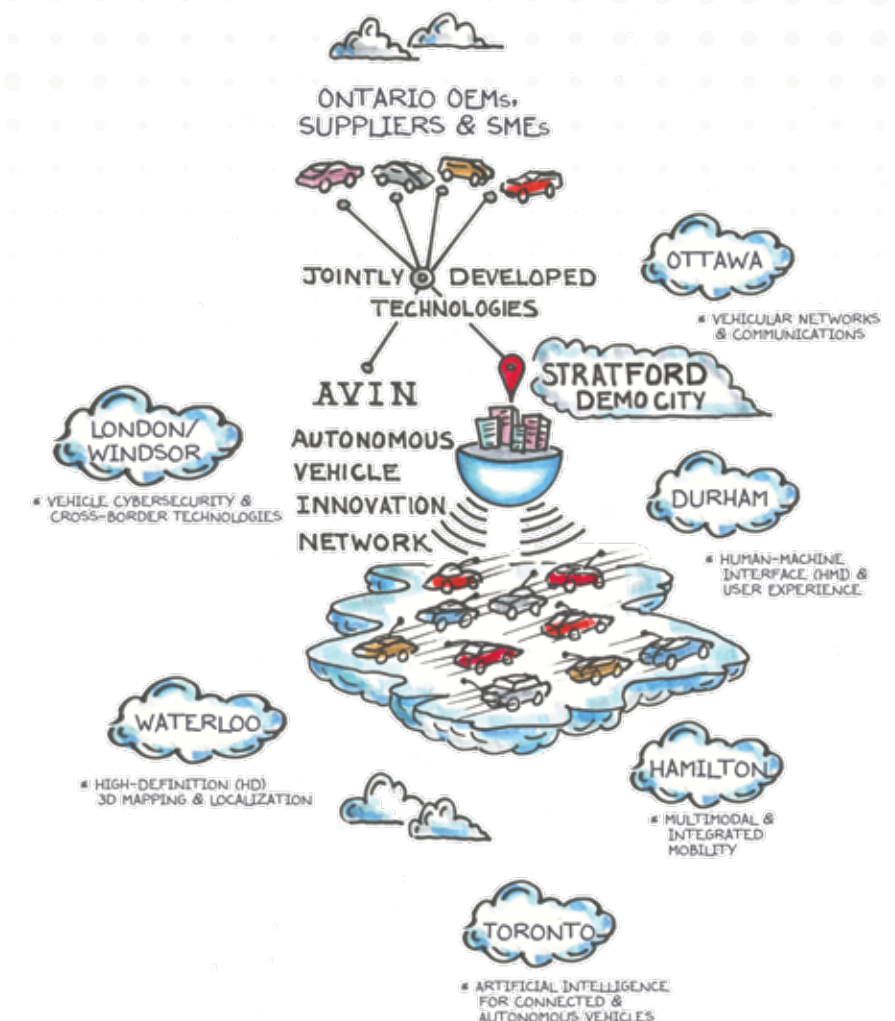 ONTARIO OEMs,
SUPPLIERS & SMEs
JOINTLY DEVELOPED
TECHNOLOGIES
OTTAWA
* VEHICULAR NETWORKS
& COMMUNICATIONS
STRATFORD
DEMO CITY
AVIN
AUTONOMOUS
VEHICLE
INNOVATION
NETWORK
LONDON/
WINDSOR
* VEHICLE CYBERSECURITY &
CROSS-BORDER TECHNOLOGIES
DURHAM
* HUMAN-MACHINE
INTERFACE (HMI) &
USER EXPERIENCE
WATERLOO
* HIGH-DEFINITION (HD)
3D MAPPING & LOCALIZATION
HAMILTON
* MULTIMODAL &
INTEGRATED
MOBILITY
TORONTO
* ARTIFICIAL INTELLIGENCE
FOR CONNECTED &
AUTONOMOUS VEHICLES